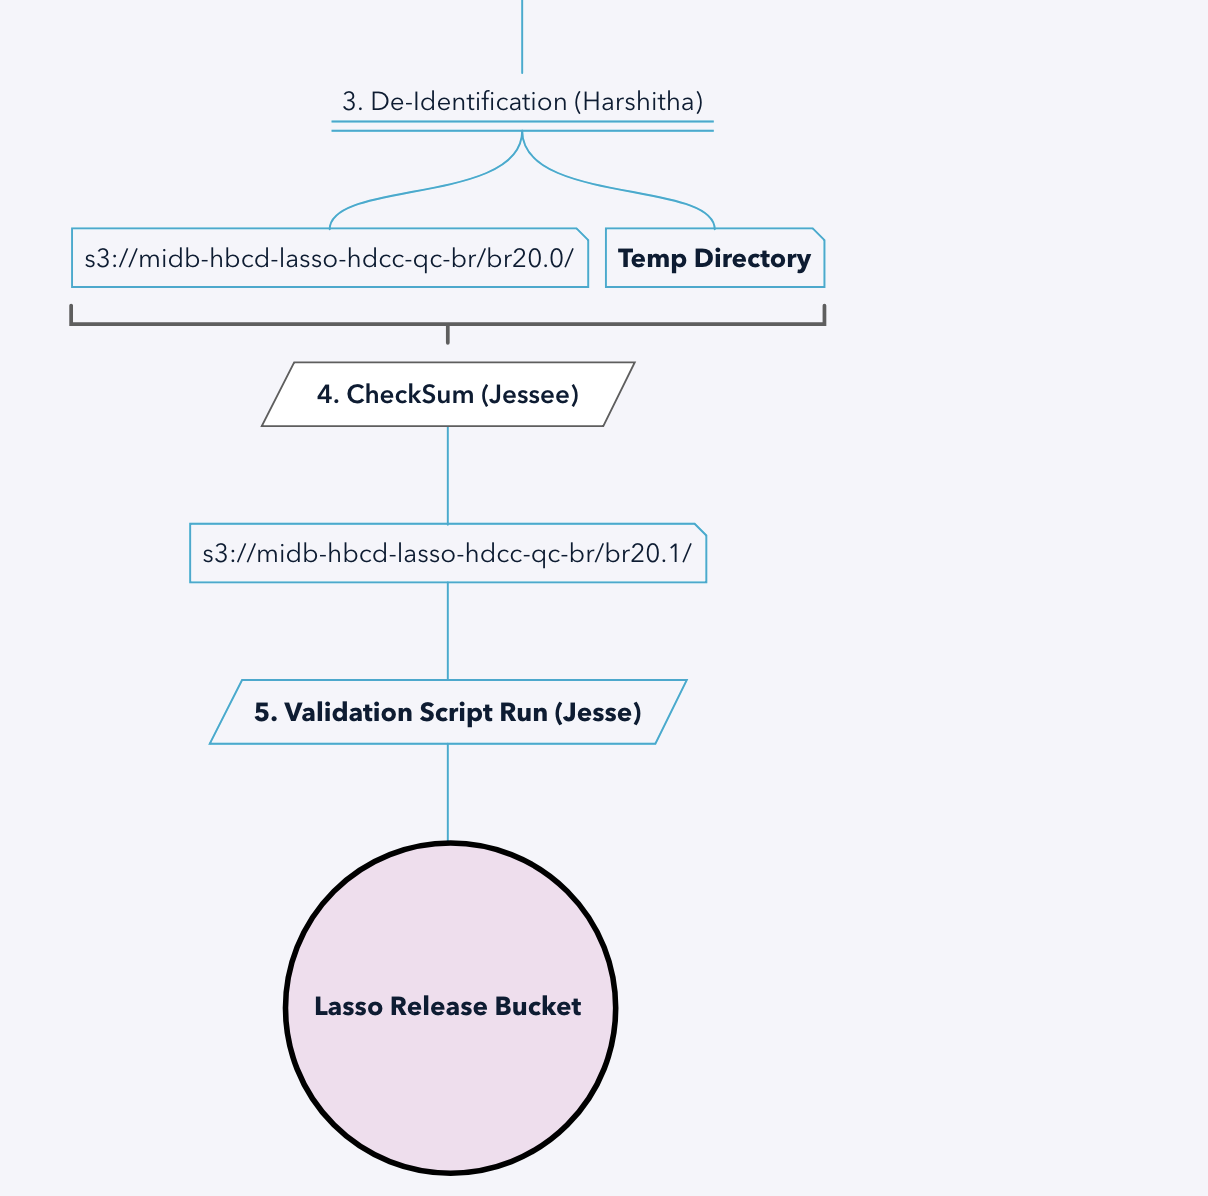 3. De-Identification (Harshitha)
s3://midb-hbcd-lasso-hdcc-qc-br/br20.0/
Temp Directory
4. CheckSum (Jessee)
s3://midb-hbcd-lasso-hdcc-qc-br/br20.1/
5. Validation Script Run (Jesse)
Lasso Release Bucket